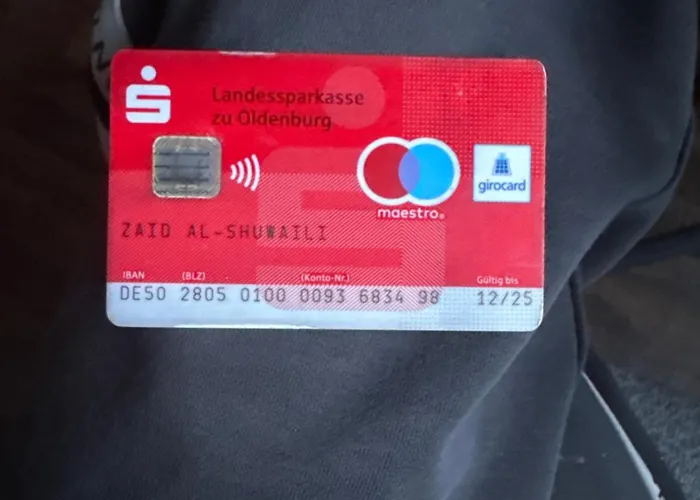 Landessparkasse
zu Oldenburg
maestro®
girocard
ZAID AL-SHUWAILI
IBAN (BLZ) (Konto-Nr.) Gültig bis
DE50 2805 0100 0093 6834 98 12/25